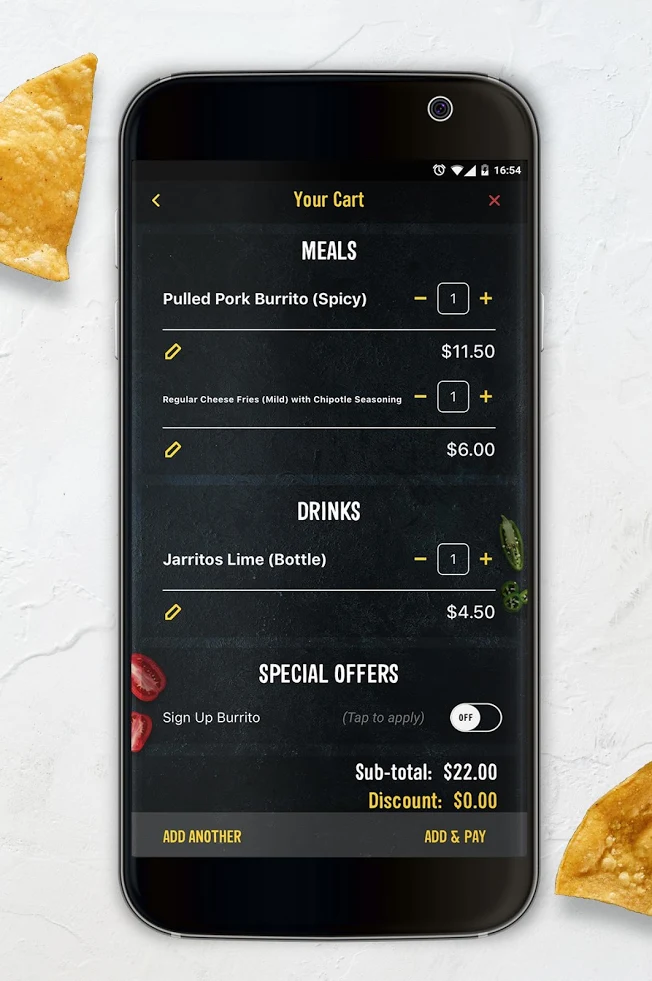 16:54
Your Cart
MEALS
Pulled Pork Burrito (Spicy) 1
$11.50
Regular Cheese Fries (Mild) with Chipotle Seasoning 1
$6.00
DRINKS
Jarritos Lime (Bottle) 1
$4.50
SPECIAL OFFERS
Sign Up Burrito (Tap to apply) OFF
Sub-total: $22.00
Discount: $0.00
ADD ANOTHER ADD & PAY